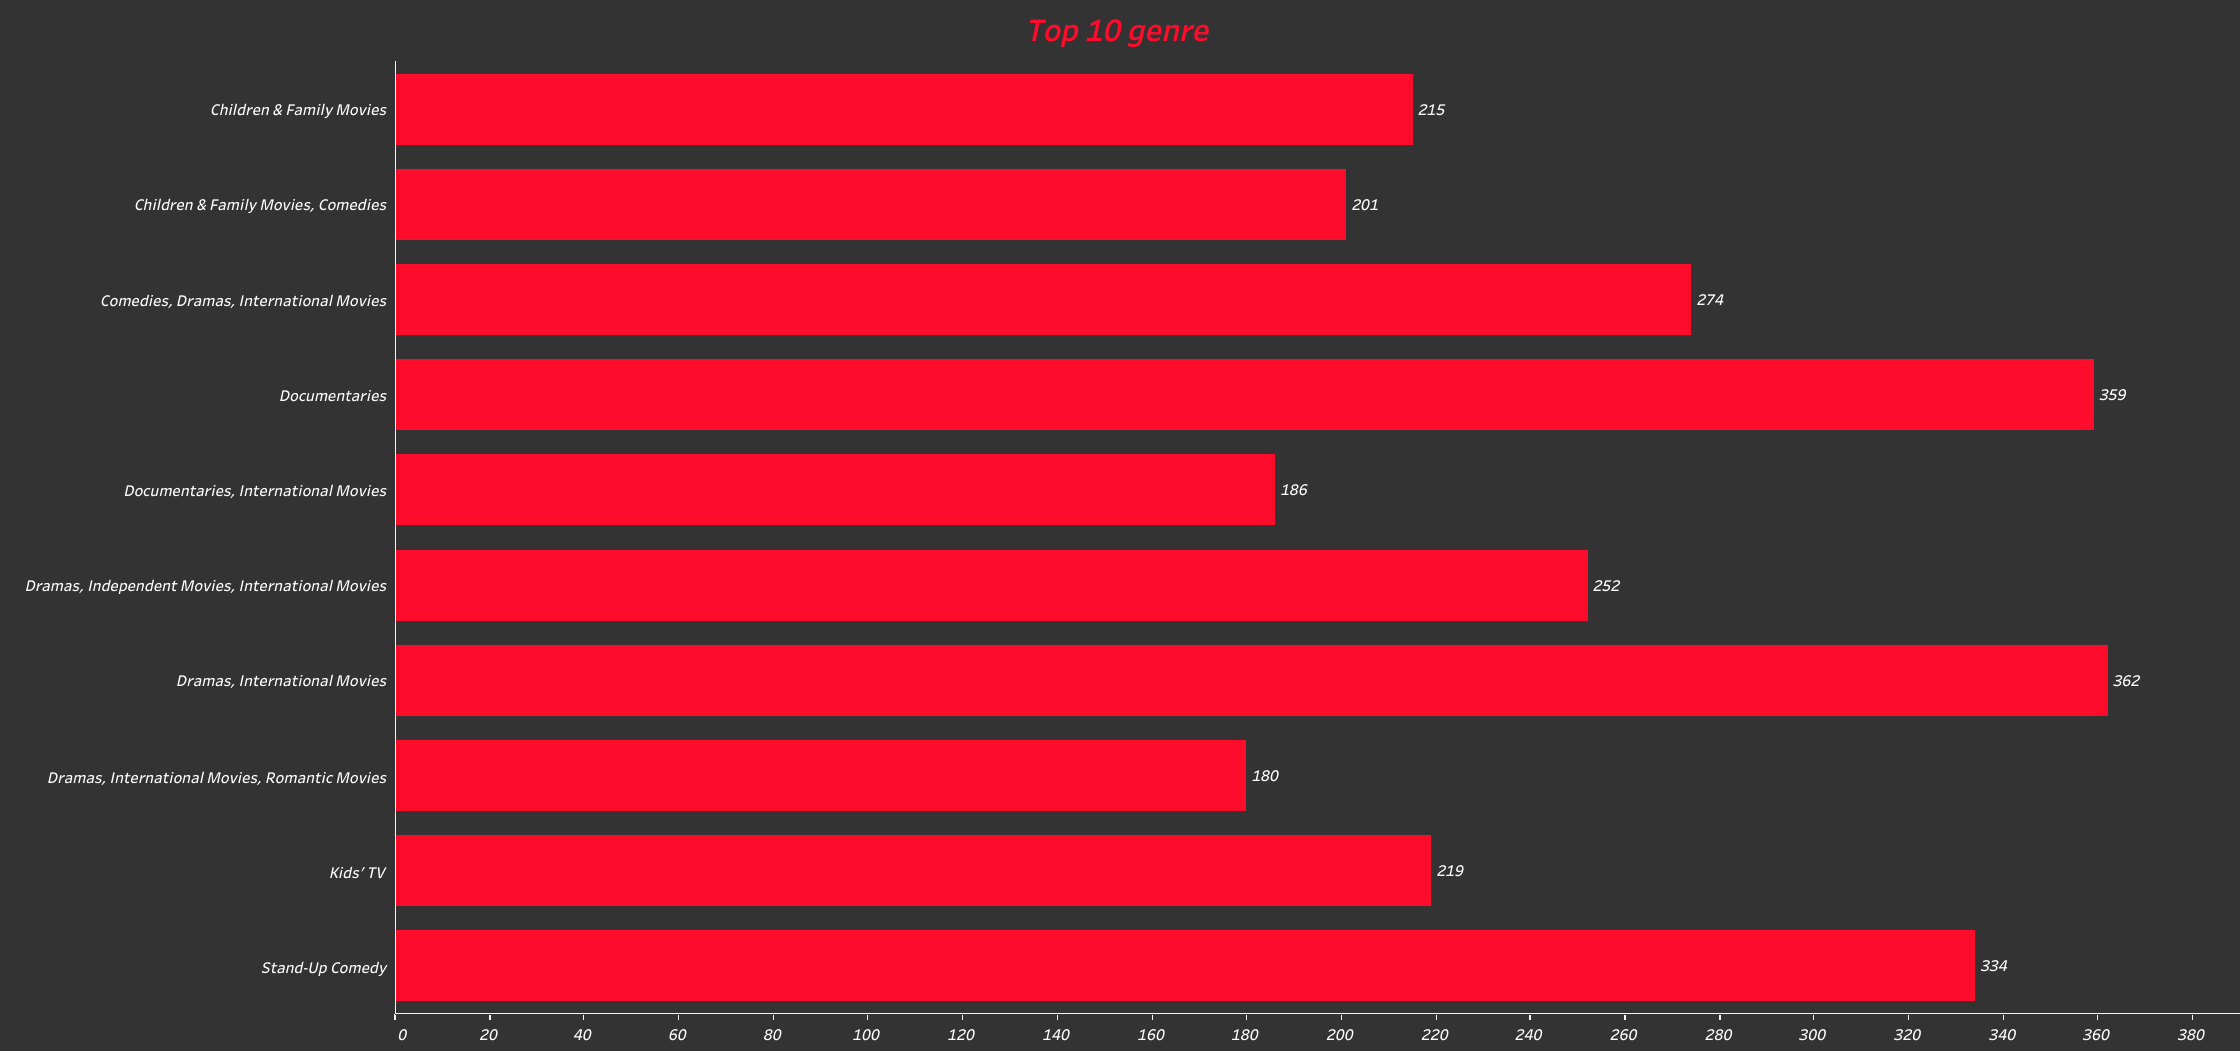 Top 10 genre
Children & Family Movies 215
Children & Family Movies, Comedies 201
Comedies, Dramas, International Movies 274
Documentaries 359
Documentaries, International Movies 186
Dramas, Independent Movies, International Movies 252
Dramas, International Movies 362
Dramas, International Movies, Romantic Movies 180
Kids’ TV 219
Stand-Up Comedy 334
0 20 40 60 80 100 120 140 160 180 200 220 240 260 280 300 320 340 360 380